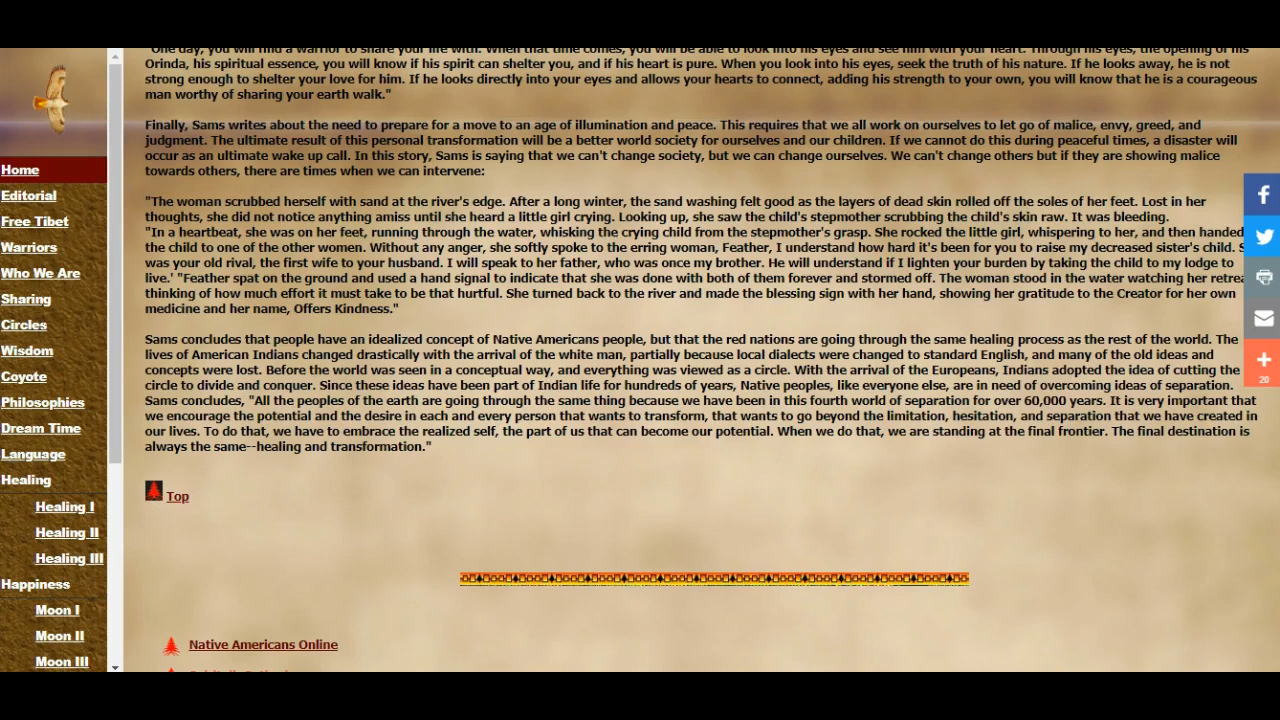 Home
Editorial
Free Tibet
Warriors
Who We Are
Sharing
Circles
Wisdom
Coyote
Philosophies
Dream Time
Language
Healing
Healing I
Healing II
Healing III
Happiness
Moon I
Moon II
Moon III
"One day, you will find a warrior to share your life with. When that time comes, you will be able to look into his eyes and see him with your heart. Through his eyes, the opening of his
Orinda, his spiritual essence, you will know if his spirit can shelter you, and if his heart is pure. When you look into his eyes, seek the truth of his nature. If he looks away, he is not
strong enough to shelter your love for him. If he looks directly into your eyes and allows your hearts to connect, adding his strength to your own, you will know that he is a courageous
man worthy of sharing your earth walk."
Finally, Sams writes about the need to prepare for a move to an age of illumination and peace. This requires that we all work on ourselves to let go of malice, envy, greed, and
judgment. The ultimate result of this personal transformation will be a better world society for ourselves and our children. If we cannot do this during peaceful times, a disaster will
occur as an ultimate wake up call. In this story, Sams is saying that we can't change society, but we can change ourselves. We can't change others but if they are showing malice
towards others, there are times when we can intervene:
"The woman scrubbed herself with sand at the river's edge. After a long winter, the sand washing felt good as the layers of dead skin rolled off the soles of her feet. Lost in her
thoughts, she did not notice anything amiss until she heard a little girl crying. Looking up, she saw the child's stepmother scrubbing the child's skin raw. It was bleeding.
"In a heartbeat, she was on her feet, running through the water, whisking the crying child from the stepmother's grasp. She rocked the little girl, whispering to her, and then handed
the child to one of the other women. Without any anger, she softly spoke to the erring woman, Feather, I understand how hard it's been for you to raise my decreased sister's child. S
was your old rival, the first wife to your husband. I will speak to her father, who was once my brother. He will understand if I lighten your burden by taking the child to my lodge to
live.' "Feather spat on the ground and used a hand signal to indicate that she was done with both of them forever and stormed off. The woman stood in the water watching her retrea
thinking of how much effort it must take to be that hurtful. She turned back to the river and made the blessing sign with her hand, showing her gratitude to the Creator for her own
medicine and her name, Offers Kindness."
Sams concludes that people have an idealized concept of Native Americans people, but that the red nations are going through the same healing process as the rest of the world. The
lives of American Indians changed drastically with the arrival of the white man, partially because local dialects were changed to standard English, and many of the old ideas and
concepts were lost. Before the world was seen in a conceptual way, and everything was viewed as a circle. With the arrival of the Europeans, Indians adopted the idea of cutting the
circle to divide and conquer. Since these ideas have been part of Indian life for hundreds of years, Native peoples, like everyone else, are in need of overcoming ideas of separation.
Sams concludes, "All the peoples of the earth are going through the same thing because we have been in this fourth world of separation for over 60,000 years. It is very important that
we encourage the potential and the desire in each and every person that wants to transform, that wants to go beyond the limitation, hesitation, and separation that we have created in
our lives. To do that, we have to embrace the realized self, the part of us that can become our potential. When we do that, we are standing at the final frontier. The final destination is
always the same--healing and transformation."
Top
Native Americans Online
20